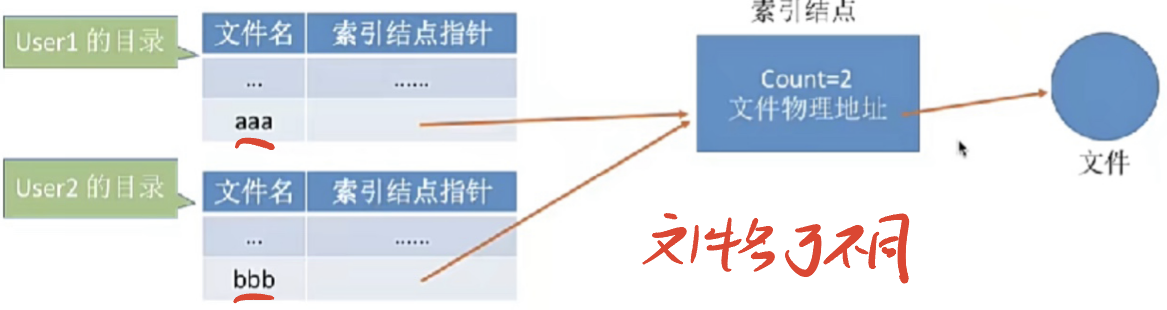 索引结点
User1 的目录
文件名 索引结点指针
... ......
aaa
Count=2
文件物理地址
文件
User2 的目录
文件名 索引结点指针
... ......
bbb
文件名可不同